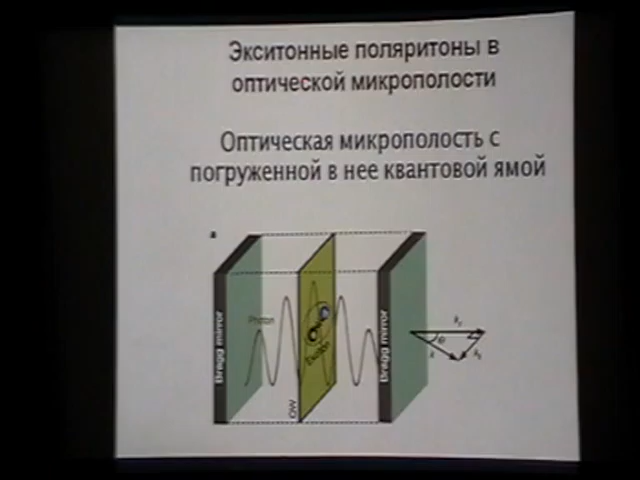 Экситонные поляритоны в
оптической микрополости
Оптическая микрополость с
погруженной в нее квантовой ямой
a
Photon
Exciton
Bragg mirror
QW
Bragg mirror
θ
k